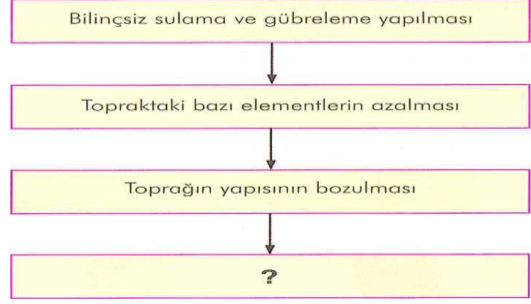 Bilinçsiz sulama ve gübreleme yapılması
Topraktaki bazı elementlerin azalması
Toprağın yapısının bozulması
?